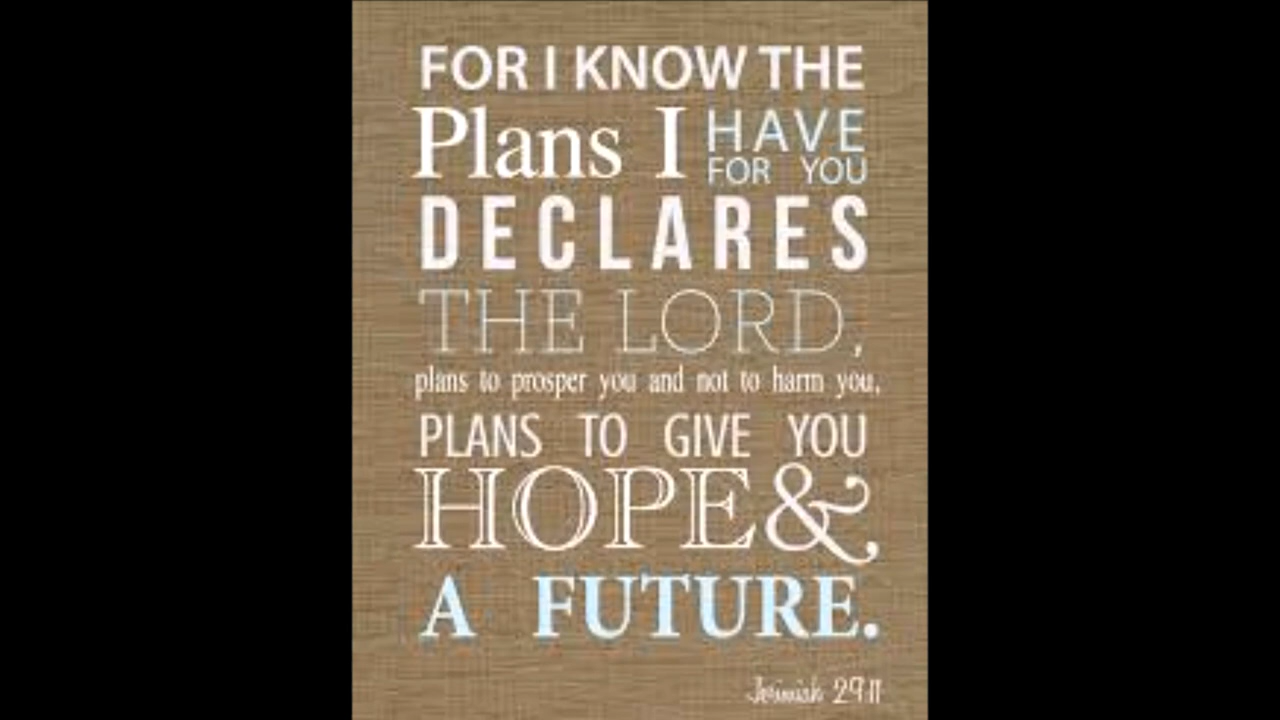 FOR I KNOW THE
Plans I HAVE
FOR YOU
DECLARES
THE LORD,
plans to prosper you and not to harm you,
PLANS TO GIVE YOU
HOPE &
A FUTURE.
Jerimiah 29:11